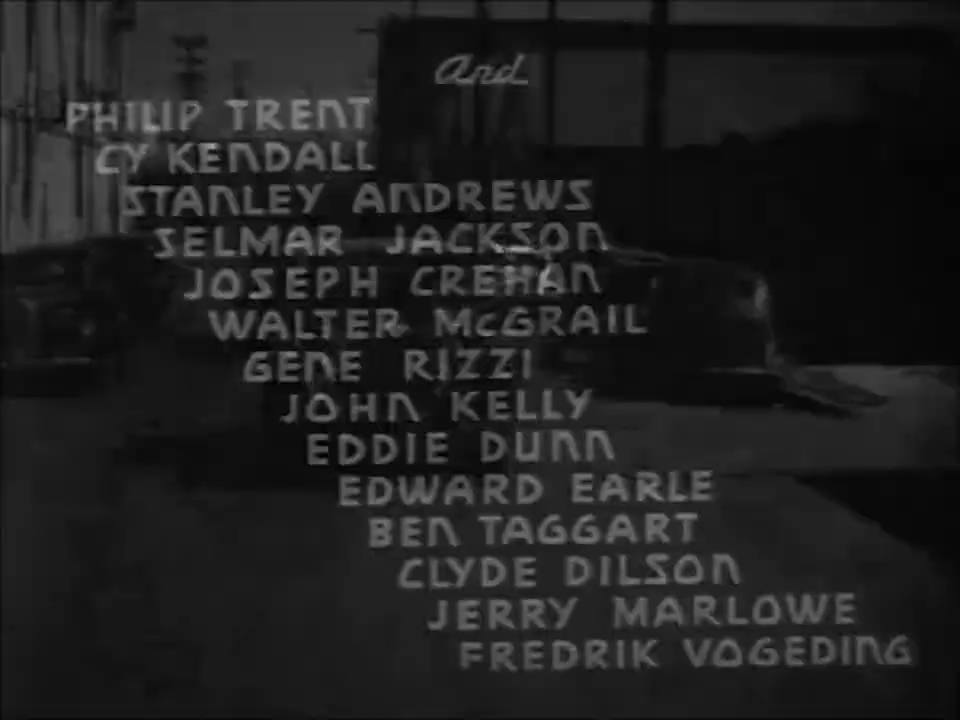 And
PHILIP TRENT
CY KENDALL
STANLEY ANDREWS
SELMAR JACKSON
JOSEPH CREHAN
WALTER McGRAIL
GENE RIZZI
JOHN KELLY
EDDIE DUNN
EDWARD EARLE
BEN TAGGART
CLYDE DILSON
JERRY MARLOWE
FREDRIK VOGEDING